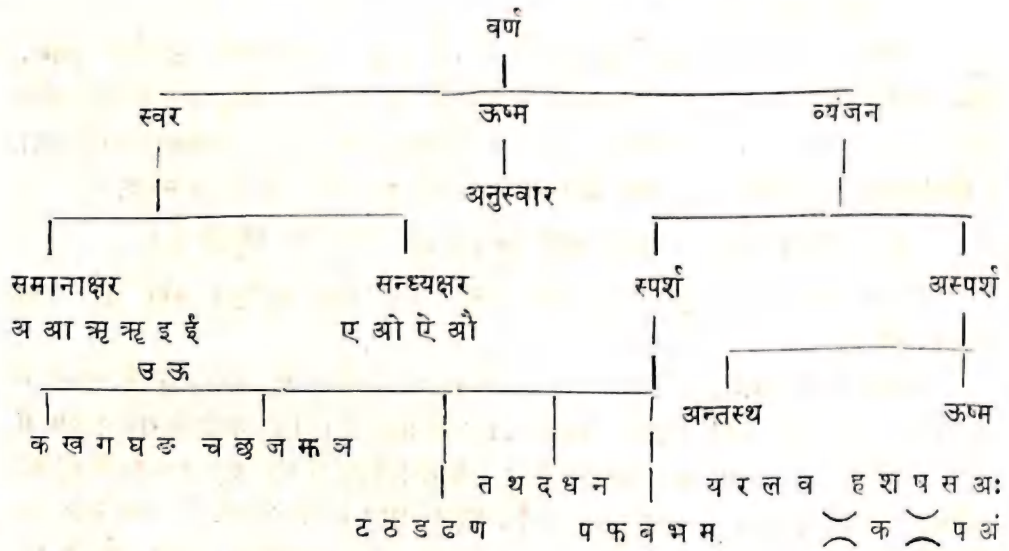 वर्ण
स्वर ऊष्म व्यंजन
अनुस्वार
समानाक्षर सन्ध्यक्षर स्पर्श अस्पर्श
अ आ ऋ ॠ इ ई ए ओ ऐ औ
उ ऊ
अन्तस्थ ऊष्म
क ख ग घ ङ च छ ज झ ञ
त थ द ध न य र ल व ह श ष स अः
ट ठ ड ढ ण प फ ब भ म क प अं